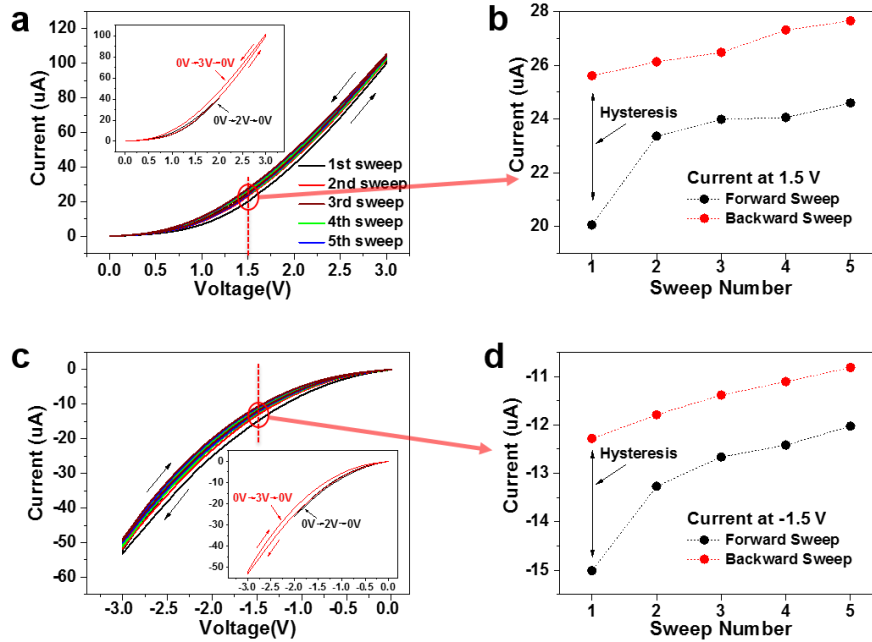 a
Current (uA)
120
100
80
60
40
20
0
0.0
0.5
1.0
1.5
2.0
2.5
3.0
Voltage(V)
100
80
60
40
20
0
0.0 0.5 1.0 1.5 2.0 2.5 3.0
0V→3V→0V
0V→2V→0V
1st sweep
2nd sweep
3rd sweep
4th sweep
5th sweep
b
Current (uA)
28
26
24
22
20
1
2
3
4
5
Sweep Number
Hysteresis
Current at 1.5 V
Forward Sweep
Backward Sweep
c
Current (uA)
0
-10
-20
-30
-40
-50
-60
-3.0
-2.5
-2.0
-1.5
-1.0
-0.5
0.0
Voltage(V)
0
-10
-20
-30
-40
-50
-3.0 -2.5 -2.0 -1.5 -1.0 -0.5 0.0
0V→3V→0V
0V→2V→0V
d
Current (uA)
-11
-12
-13
-14
-15
1
2
3
4
5
Sweep Number
Hysteresis
Current at -1.5 V
Forward Sweep
Backward Sweep